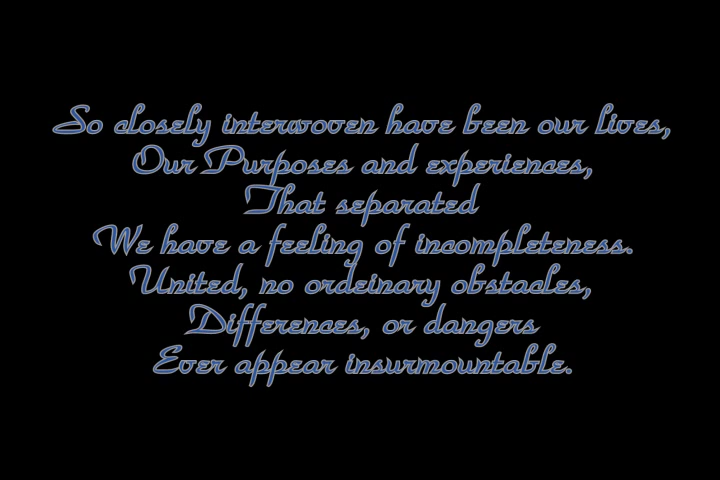 So closely interwoven have been our lives,
Our Purposes and experiences,
That separated
We have a feeling of incompleteness.
United, no ordeinary obstacles,
Differences, or dangers
Ever appear insurmountable.